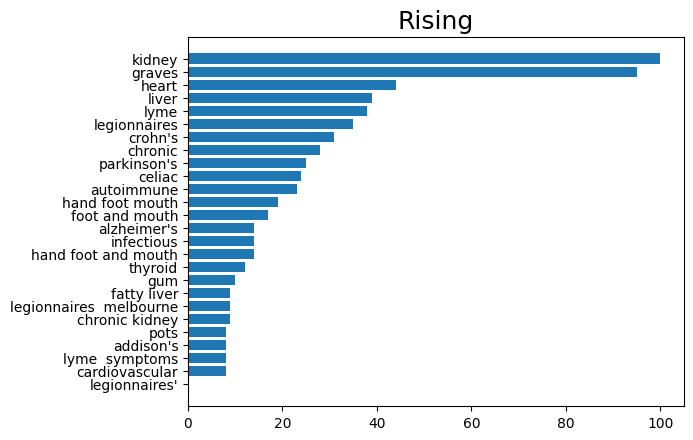 Rising
kidney
graves
heart
liver
lyme
legionnaires
crohn's
chronic
parkinson's
celiac
autoimmune
hand foot mouth
foot and mouth
alzheimer's
infectious
hand foot and mouth
thyroid
gum
fatty liver
legionnaires  melbourne
chronic kidney
pots
addison's
lyme  symptoms
cardiovascular
legionnaires'
0 20 40 60 80 100